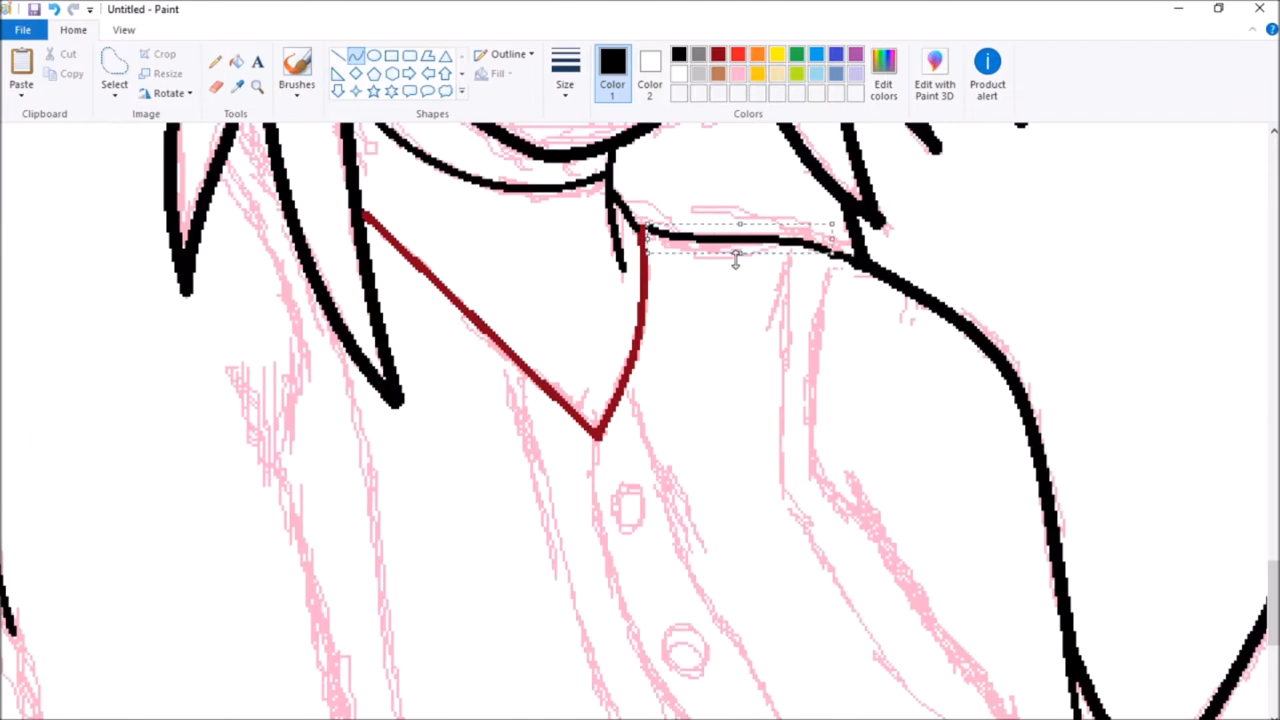 Untitled - Paint
File Home View
Paste
Cut
Copy
Clipboard
Select
Crop
Resize
Rotate
Image
A
Tools
Brushes
Shapes
Outline
Fill
Size
Color 1
Color 2
Colors
Edit colors
Edit with Paint 3D
Product alert